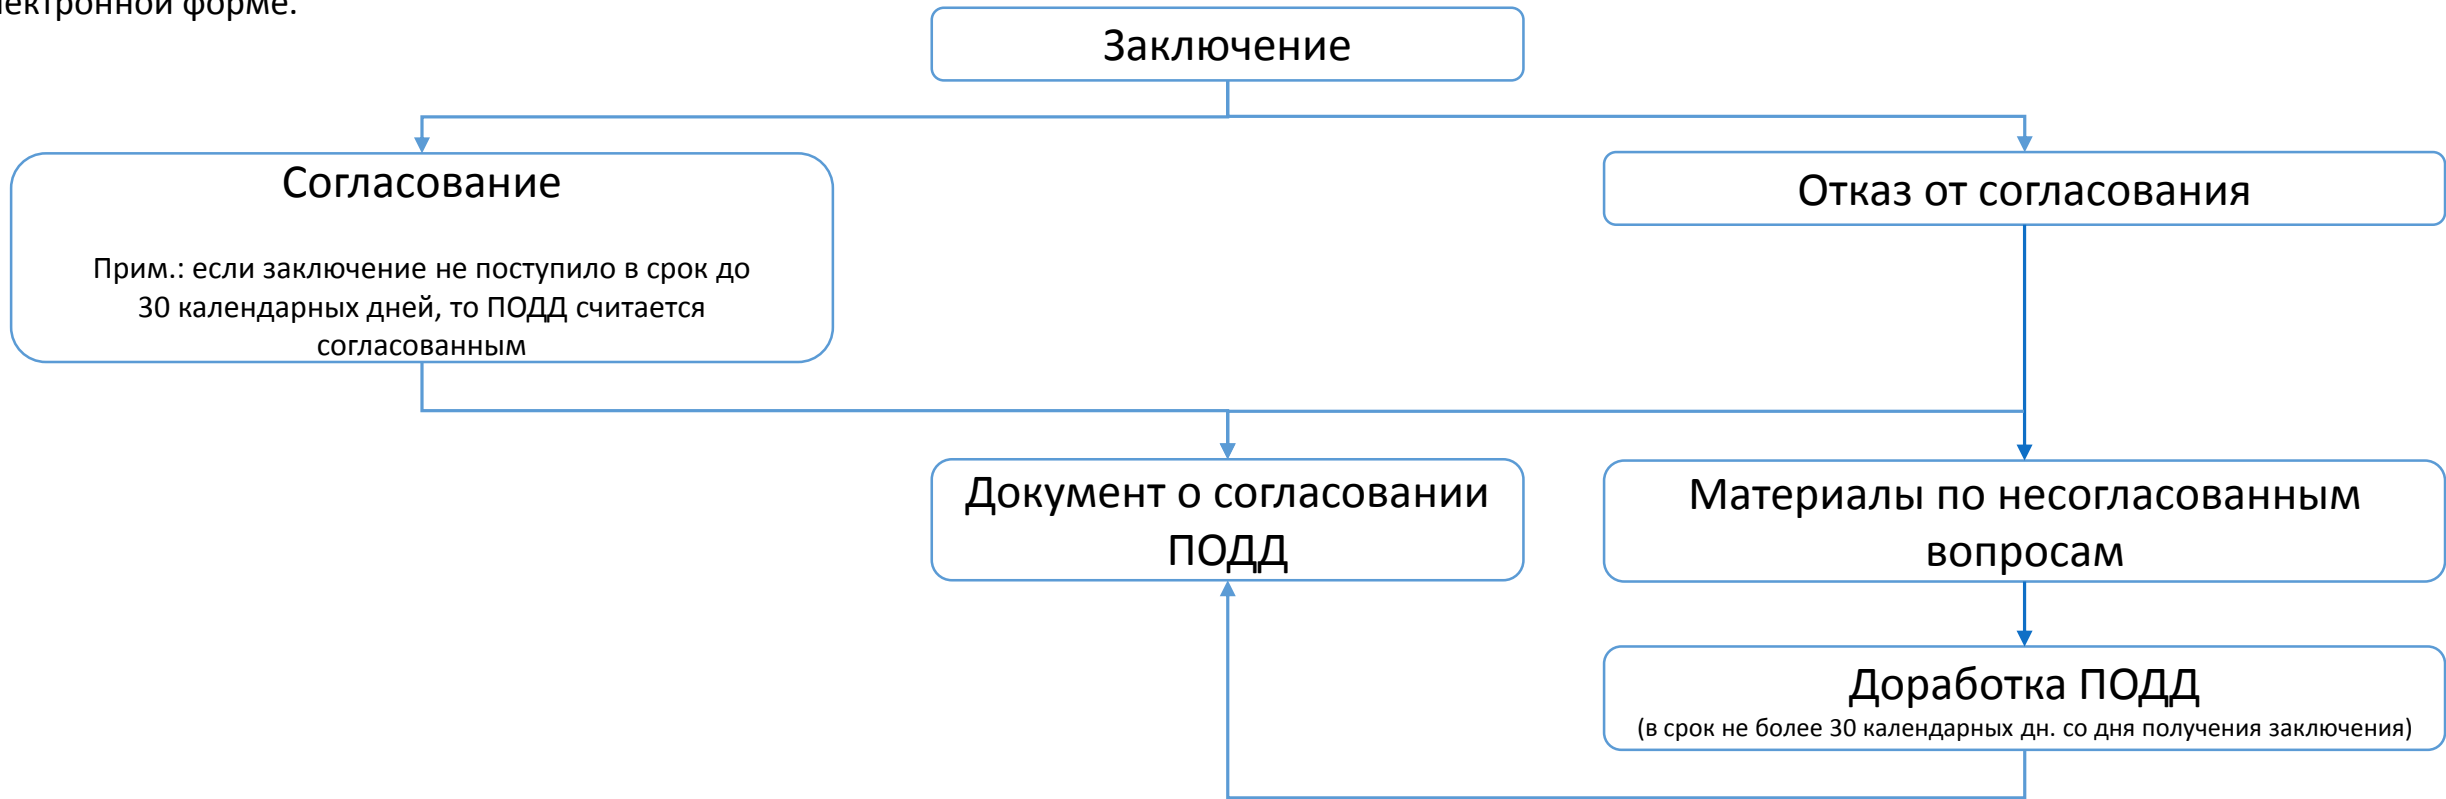 форме.
Заключение
Согласование
Прим.: если заключение не поступило в срок до
30 календарных дней, то ПОДД считается
согласованным
Отказ от согласования
Документ о согласовании
ПОДД
Материалы по несогласованным
вопросам
Доработка ПОДД
(в срок не более 30 календарных дн. со дня получения заключения)